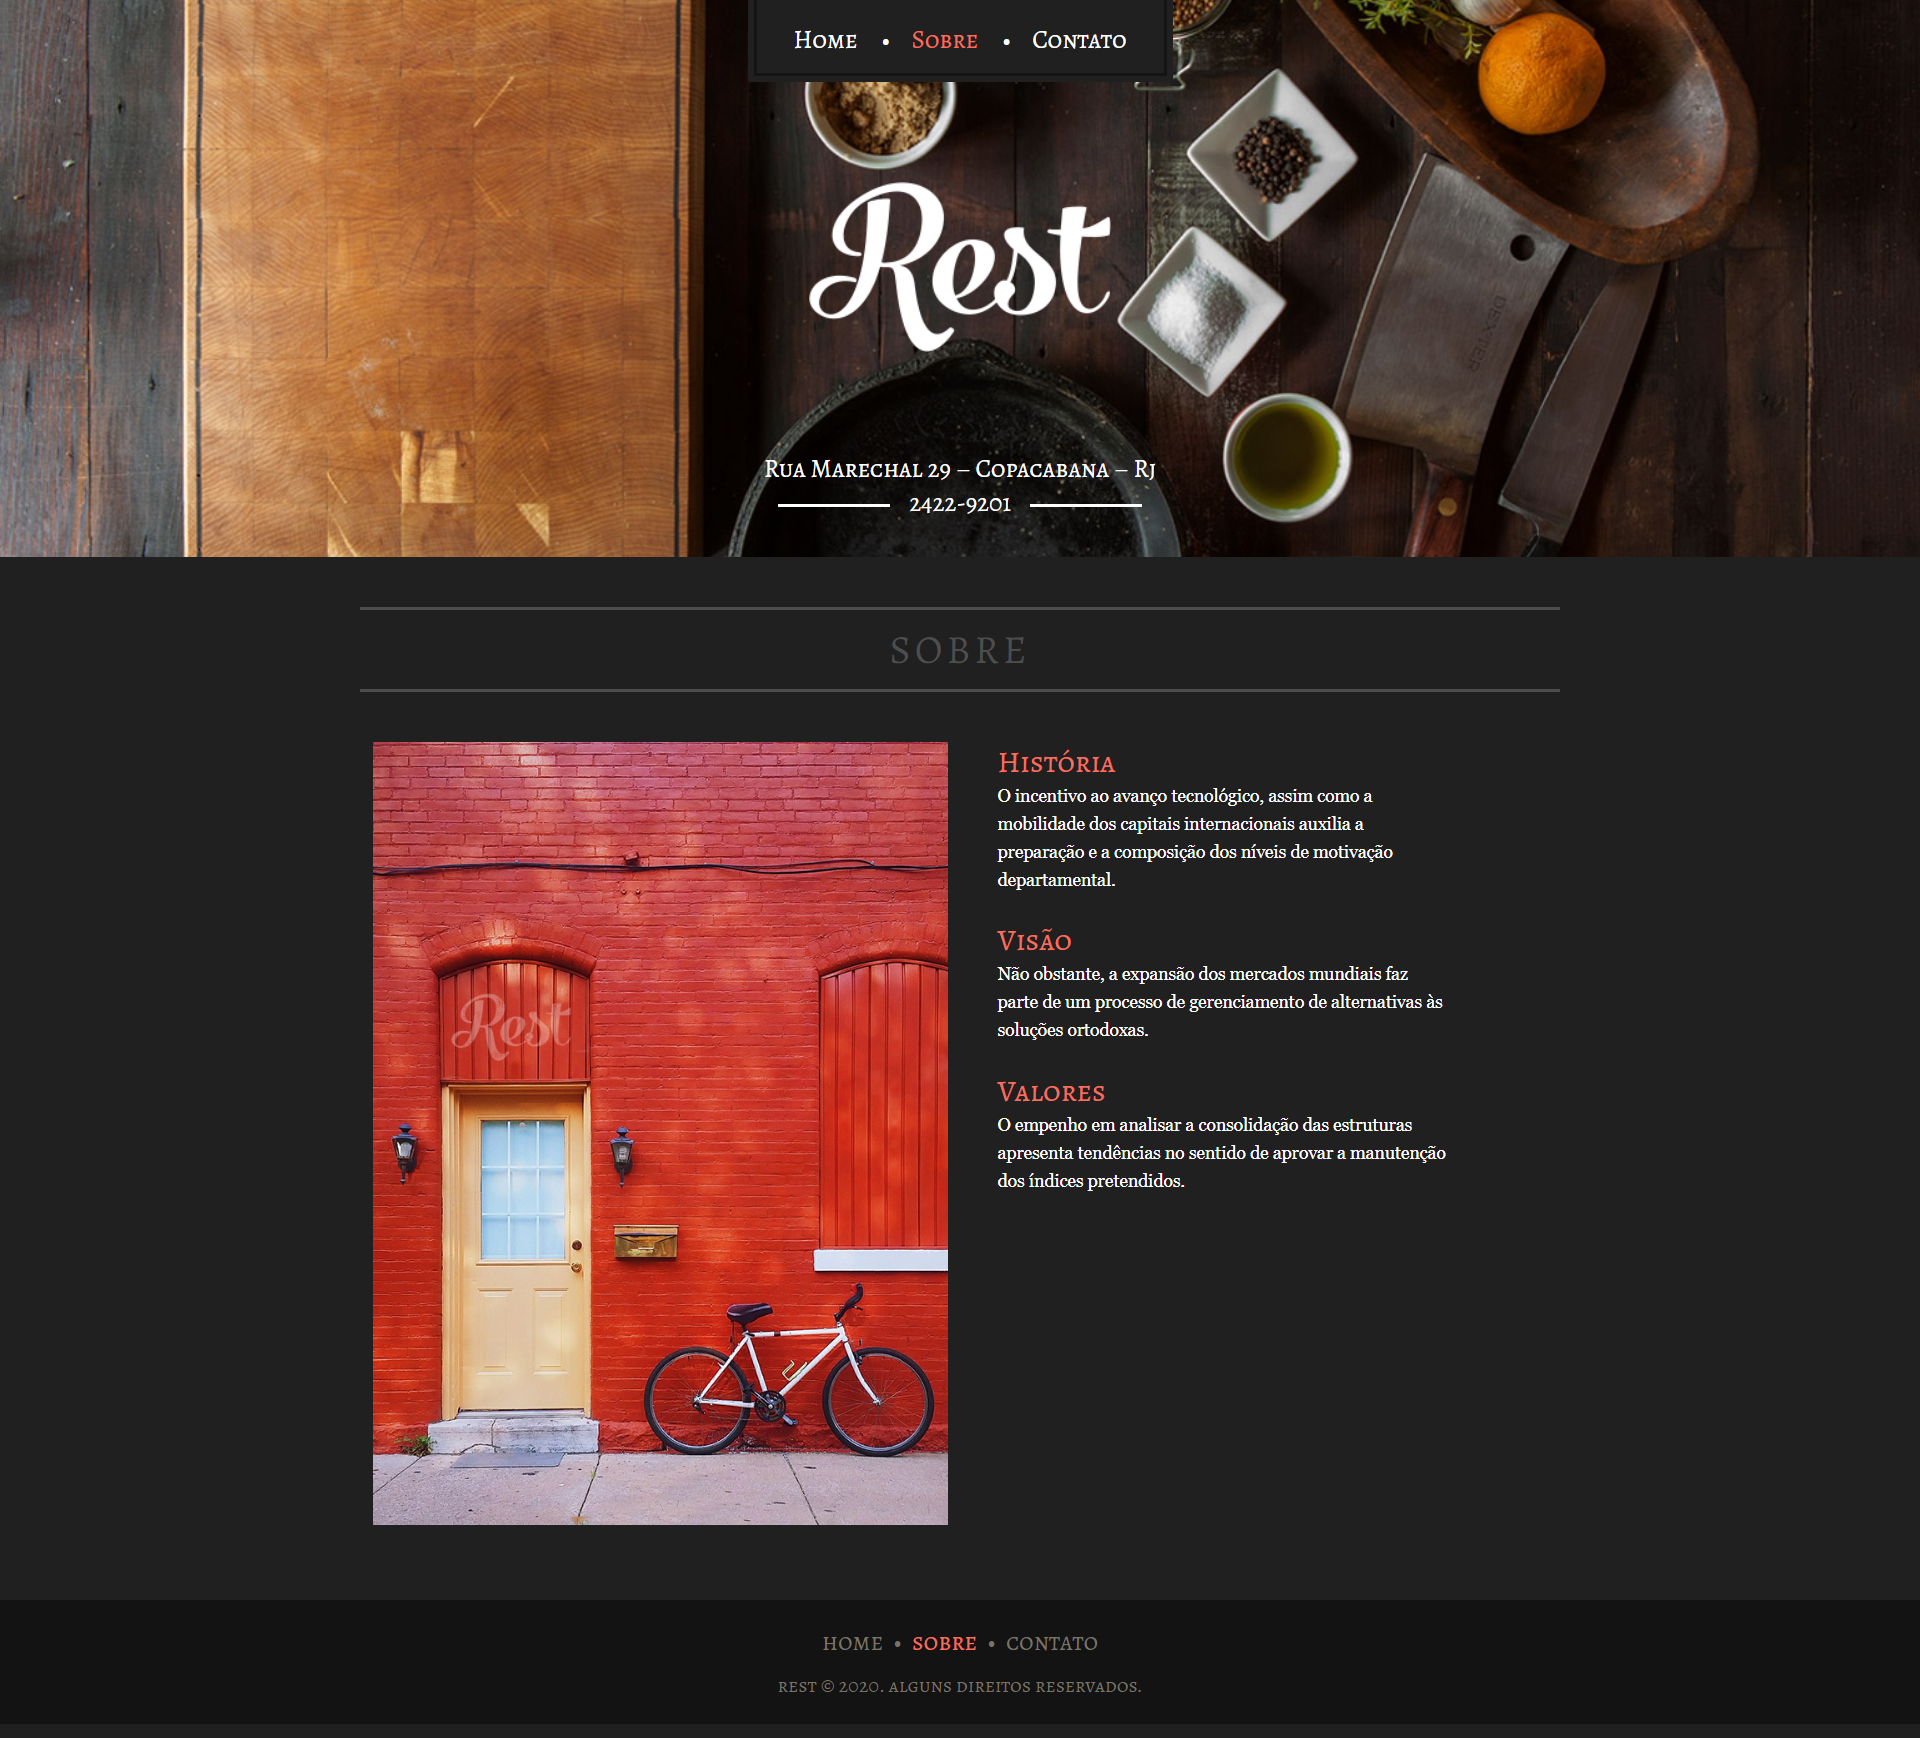 Home • Sobre • Contato
Rest
DEXTER
Rua Marechal 29 – Copacabana – Rj
2422-9201
SOBRE
História
O incentivo ao avanço tecnológico, assim como a
mobilidade dos capitais internacionais auxilia a
preparação e a composição dos níveis de motivação
departamental.
Visão
Não obstante, a expansão dos mercados mundiais faz
parte de um processo de gerenciamento de alternativas às
soluções ortodoxas.
Rest
Valores
O empenho em analisar a consolidação das estruturas
apresenta tendências no sentido de aprovar a manutenção
dos índices pretendidos.
HOME • SOBRE • CONTATO
REST © 2020. ALGUNS DIREITOS RESERVADOS.